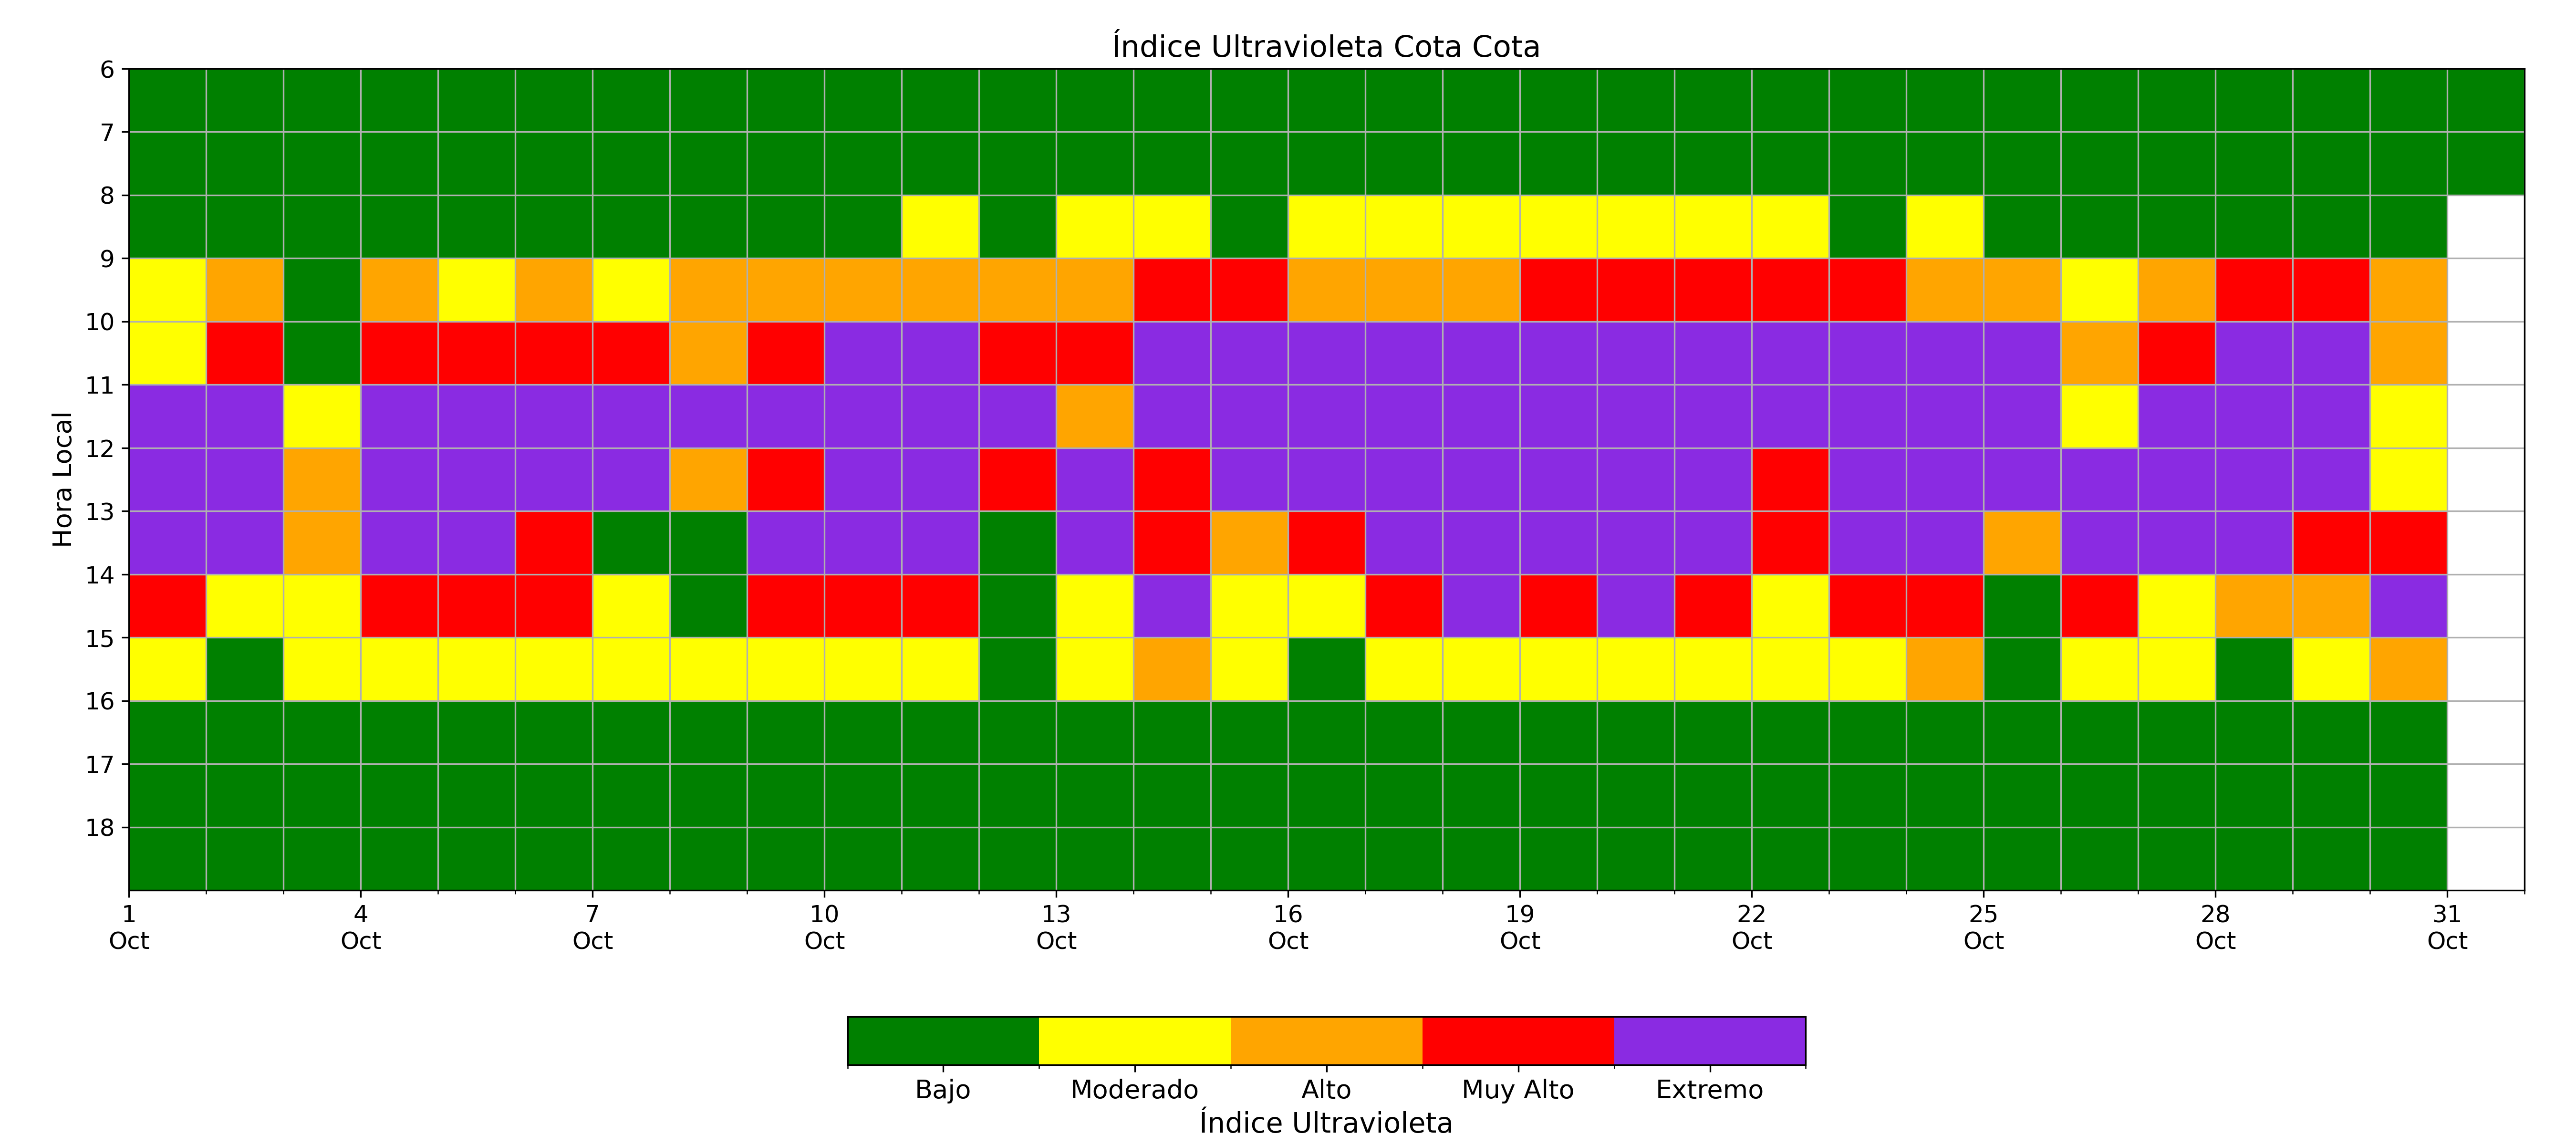 Índice Ultravioleta Cota Cota
6
7
8
9
10
11
12
13
14
15
16
17
18
Hora Local
1 4 7 10 13 16 19 22 25 28 31
Oct Oct Oct Oct Oct Oct Oct Oct Oct Oct Oct
Bajo Moderado Alto Muy Alto Extremo
Índice Ultravioleta